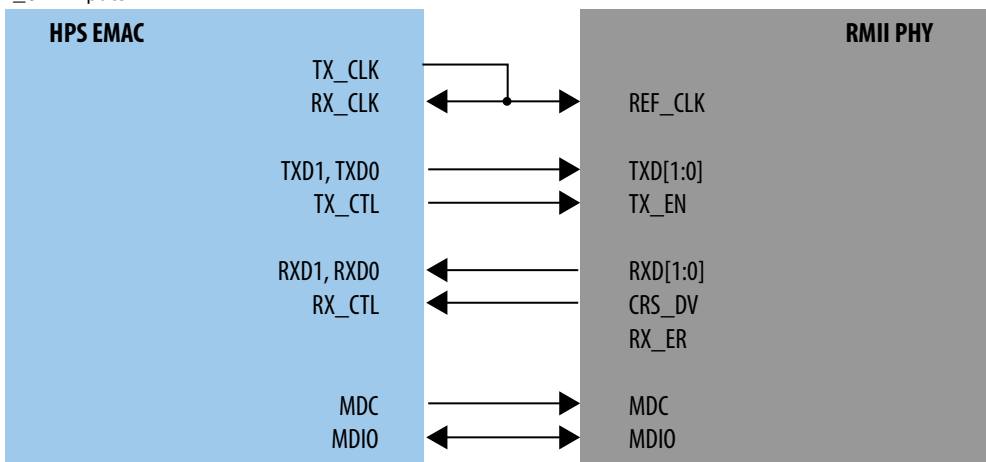 HPS EMAC RMII PHY
TX_CLK
RX_CLK REF_CLK
TXD1, TXD0 TXD[1:0]
TX_CTL TX_EN
RXD1, RXD0 RXD[1:0]
RX_CTL CRS_DV
RX_ER
MDC MDC
MDIO MDIO